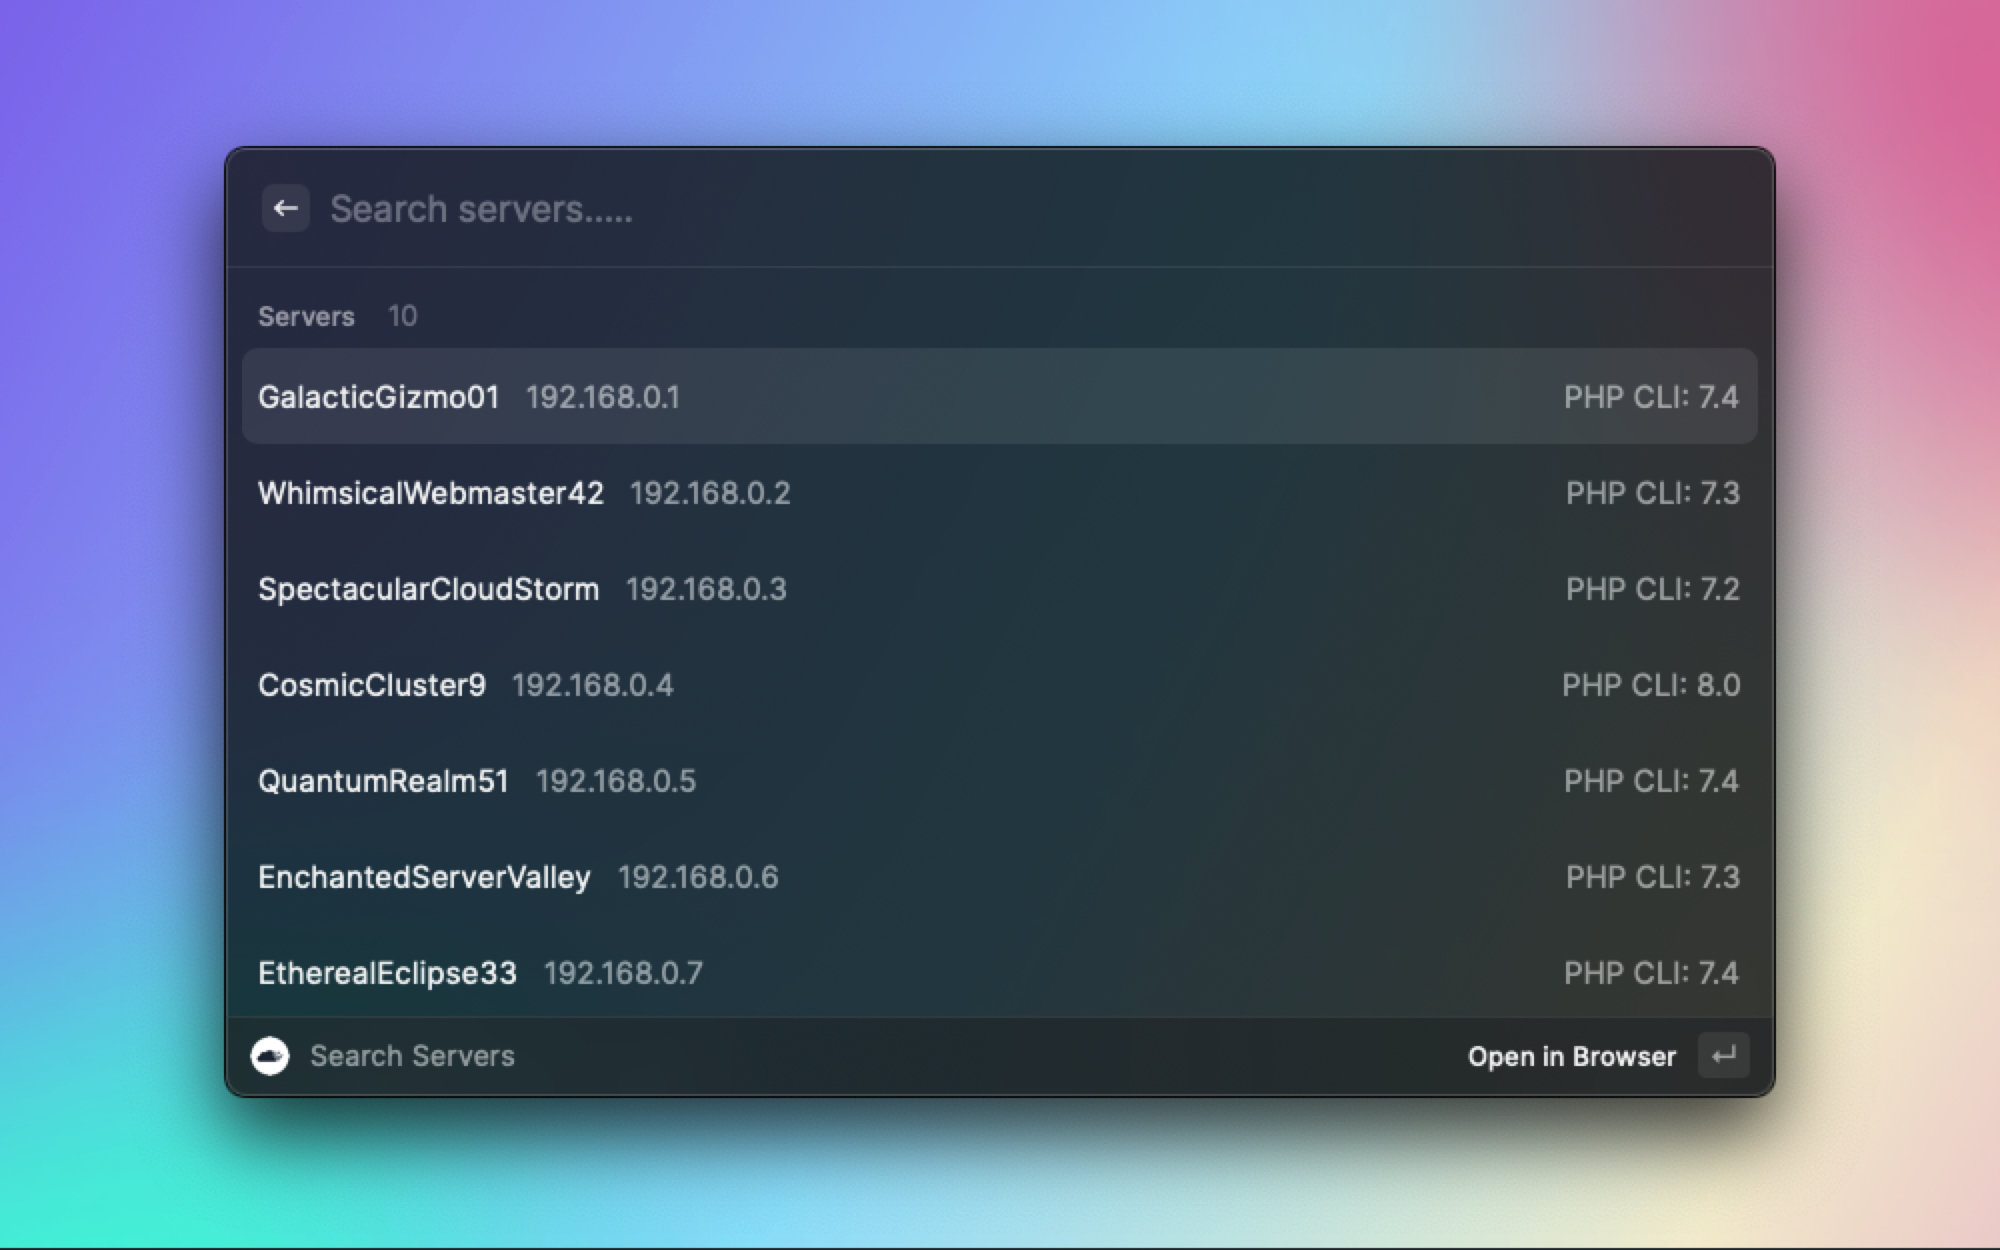 Search servers.....
Servers 10
GalacticGizmo01 192.168.0.1 PHP CLI: 7.4
WhimsicalWebmaster42 192.168.0.2 PHP CLI: 7.3
SpectacularCloudStorm 192.168.0.3 PHP CLI: 7.2
CosmicCluster9 192.168.0.4 PHP CLI: 8.0
QuantumRealm51 192.168.0.5 PHP CLI: 7.4
EnchantedServerValley 192.168.0.6 PHP CLI: 7.3
EtherealEclipse33 192.168.0.7 PHP CLI: 7.4
Search Servers Open in Browser